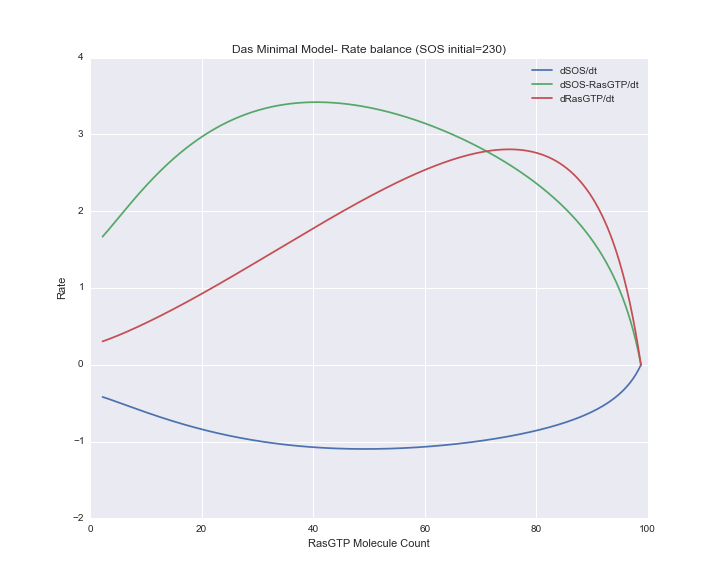 Das Minimal Model- Rate balance (SOS initial=230)
dSOS/dt
dSOS-RasGTP/dt
dRasGTP/dt
4
3
2
1
0
−1
−2
Rate
0 20 40 60 80 100
RasGTP Molecule Count